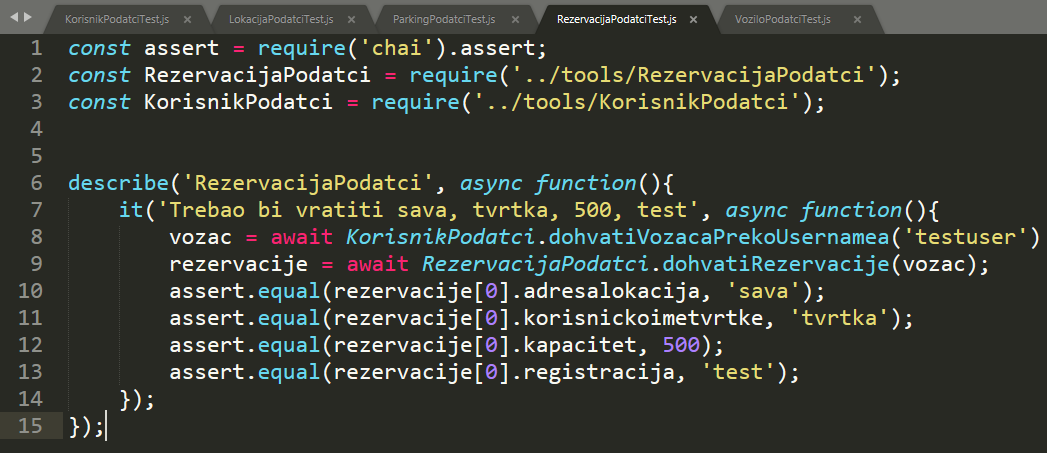 KorisnikPodatciTest.js × LokacijaPodatciTest.js × ParkingPodatciTest.js × RezervacijaPodatciTest.js × VoziloPodatciTest.js ×
1 const assert = require('chai').assert;
2 const RezervacijaPodatci = require('../tools/RezervacijaPodatci');
3 const KorisnikPodatci = require('../tools/KorisnikPodatci');
4
5
6 describe('RezervacijaPodatci', async function(){
7     it('Trebao bi vratiti sava, tvrtka, 500, test', async function(){
8         vozac = await KorisnikPodatci.dohvatiVozacaPrekoUsernamea('testuser')
9         rezervacije = await RezervacijaPodatci.dohvatiRezervacije(vozac);
10         assert.equal(rezervacije[0].adresalokacija, 'sava');
11         assert.equal(rezervacije[0].korisnickoimetvrtke, 'tvrtka');
12         assert.equal(rezervacije[0].kapacitet, 500);
13         assert.equal(rezervacije[0].registracija, 'test');
14     });
15 });